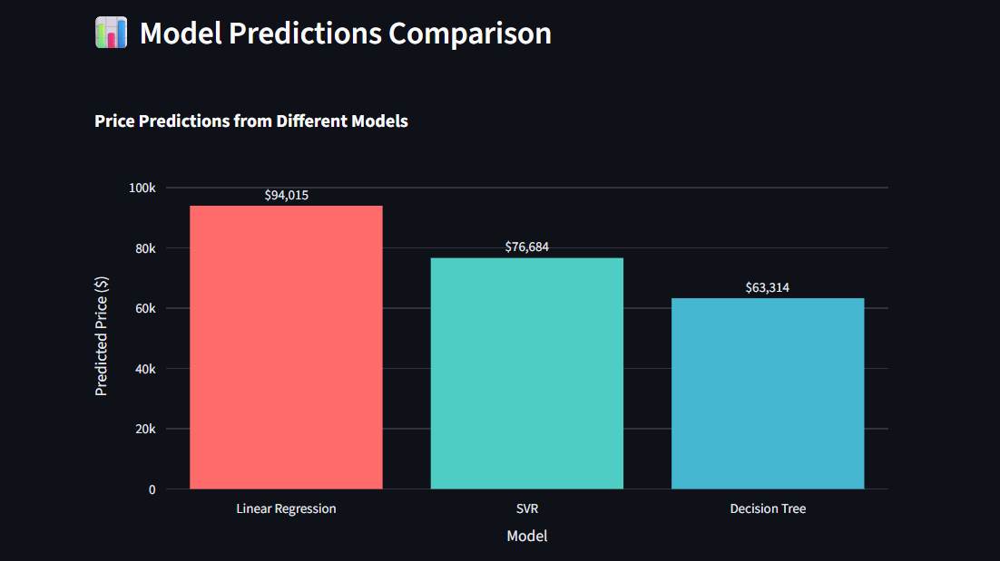 Model Predictions Comparison
Price Predictions from Different Models
100k
$94,015
80k
$76,684
$63,314
60k
Predicted Price ($)
40k
20k
0
Linear Regression
SVR
Decision Tree
Model